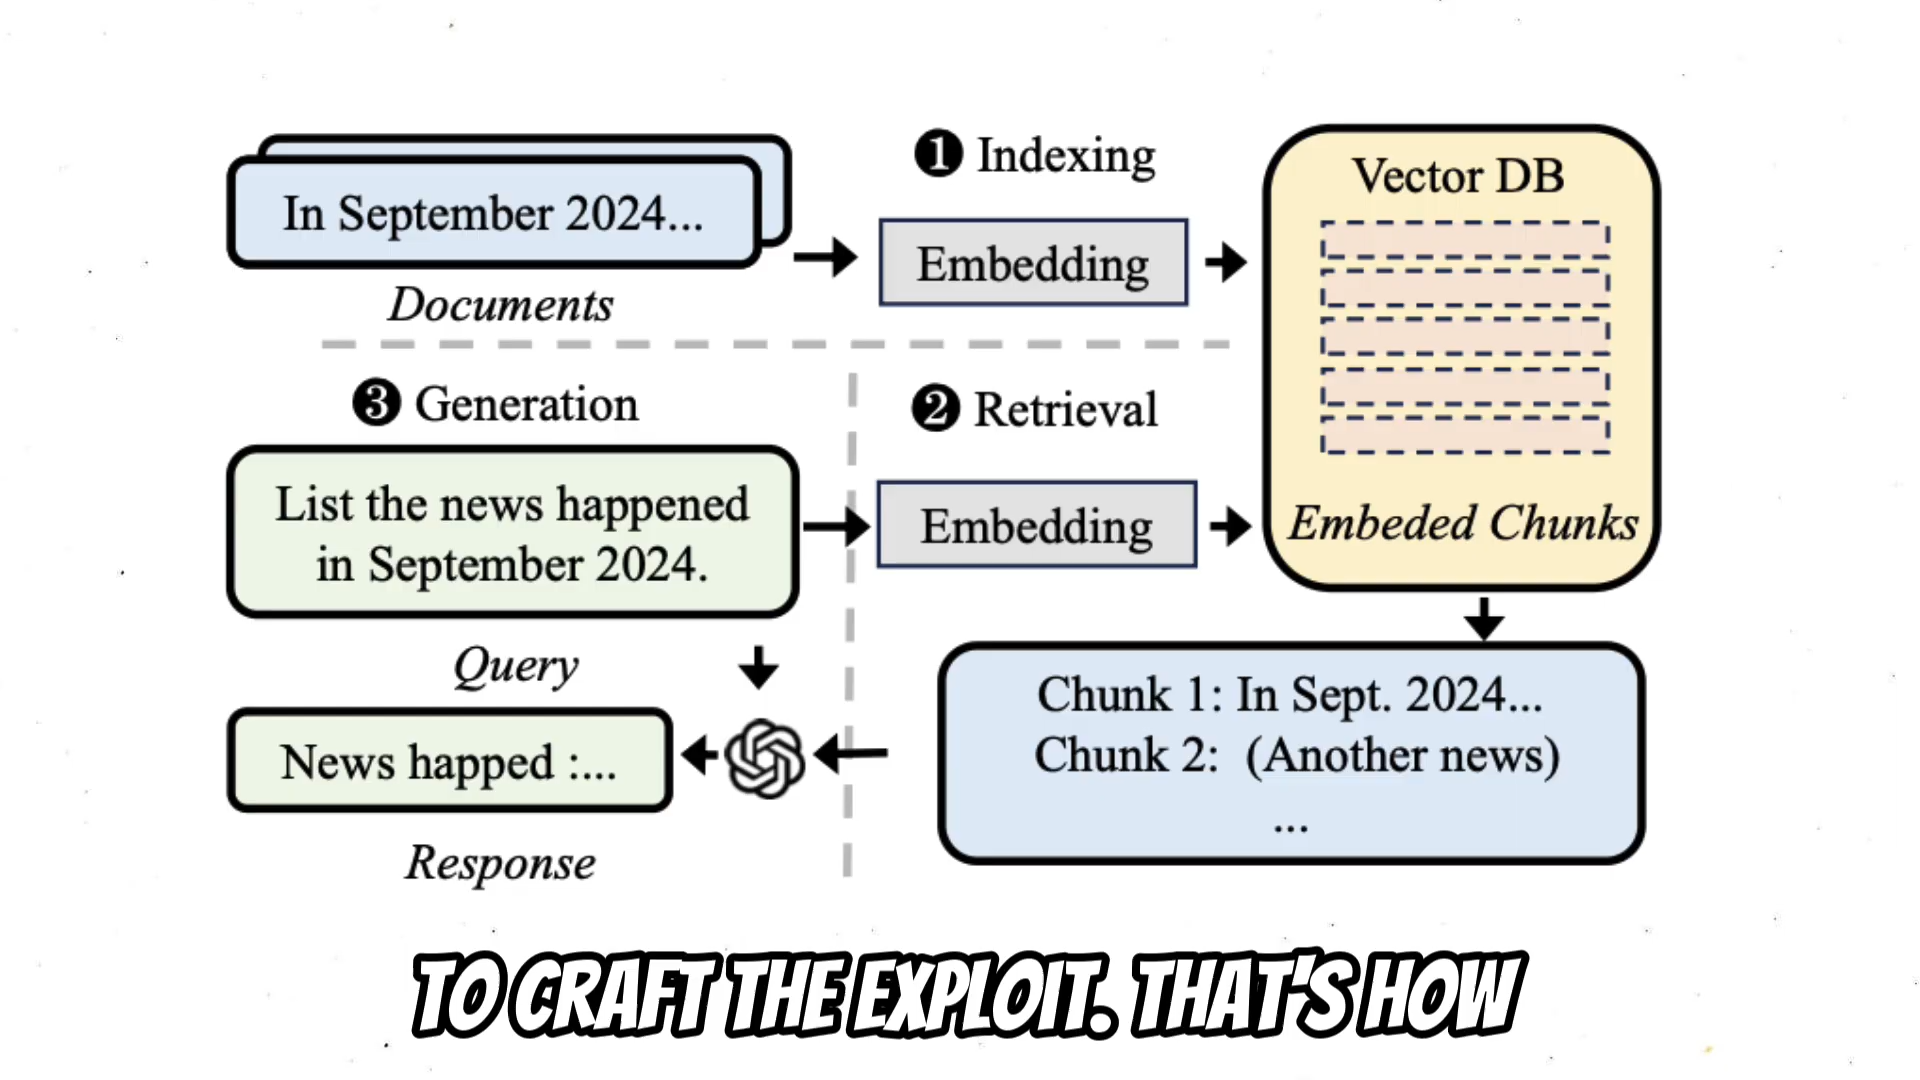 In September 2024...
Documents
❶ Indexing
Embedding
Vector DB
Embeded Chunks
❸ Generation
List the news happened
in September 2024.
Query
❷ Retrieval
Embedding
Chunk 1: In Sept. 2024...
Chunk 2: (Another news)
...
News happed :...
Response
TO CRAFT THE EXPLOIT. THAT'S HOW